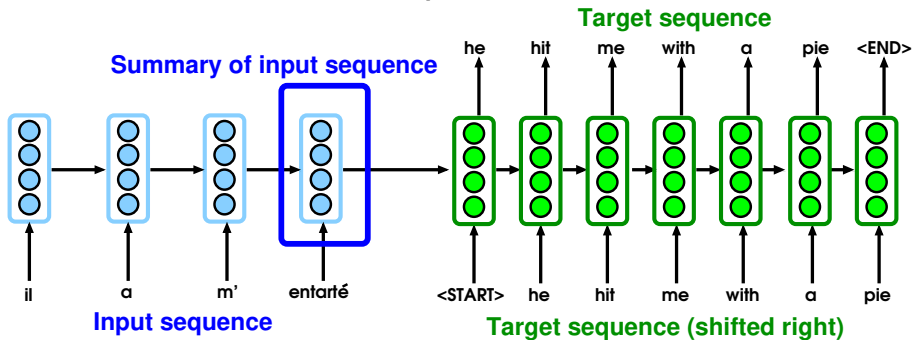 Target sequence
he hit me with a pie <END>
Summary of input sequence
il a m' entarté
<START> he hit me with a pie
Input sequence
Target sequence (shifted right)